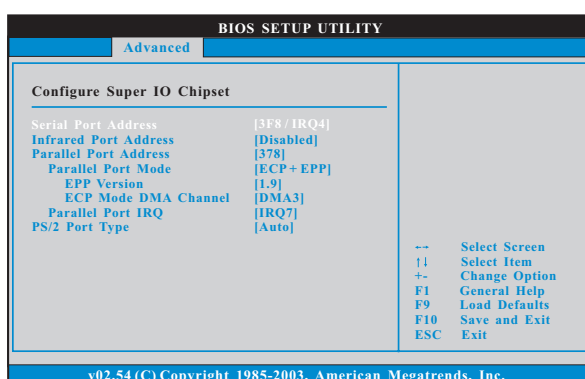 BIOS SETUP UTILITY
Advanced
Configure Super IO Chipset
Serial Port Address [3F8 / IRQ4]
Infrared Port Address [Disabled]
Parallel Port Address [378]
Parallel Port Mode [ECP + EPP]
EPP Version [1.9]
ECP Mode DMA Channel [DMA3]
Parallel Port IRQ [IRQ7]
PS/2 Port Type [Auto]
←→ Select Screen
↑↓ Select Item
+- Change Option
F1 General Help
F9 Load Defaults
F10 Save and Exit
ESC Exit
v02.54 (C) Copyright 1985-2003, American Megatrends, Inc.